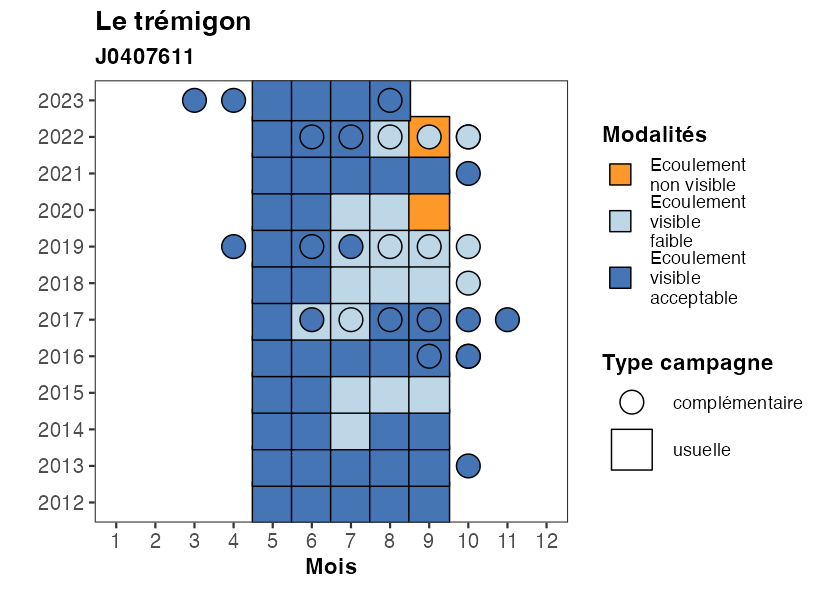 Le trémigon
J0407611
2023
2022
2021
2020
2019
2018
2017
2016
2015
2014
2013
2012
1 2 3 4 5 6 7 8 9 10 11 12
Mois
Modalités
Ecoulement
non visible
Ecoulement
visible
faible
Ecoulement
visible
acceptable
Type campagne
complémentaire
usuelle